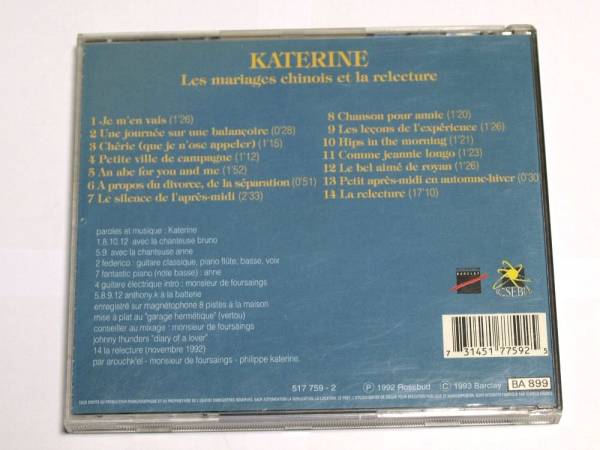 KATERINE
Les mariages chinois et la relecture
1 Je m'en vais (1'26)
2 Une journée sur une balançoire (0'28)
3 Chérie (que je n'ose appeler) (1'15)
4 Petite ville de campagne (1'12)
5 An abc for you and me (1'52)
6 A propos du divorce, de la séparation (0'51)
7 Le silence de l'après-midi (2'33)
8 Chanson pour annie (1'20)
9 Les leçons de l'expérience (1'26)
10 Hips in the morning (1'21)
11 Comme jeannie longo (1'23)
12 Le bel aimé de royan (1'26)
13 Petit après-midi en automne-hiver (0'30
14 La relecture (17'10)
paroles et musique : Katerine
1.8.10.12 avec la chanteuse bruno
5.9. avec la chanteuse anne
2 federico : guitare classique, piano flûte, basse, voix
7 fantastic piano (note basse) : anne
4 guitare électrique intro : monsieur de foursaings
5.8.9.12 anthony.k a la batterie
enregistré sur magnétophone 8 pistes à la maison
mise à plat au "garage hermétique" (vertou)
conseiller au mixage : monsieur de foursaings
johnny thunders "diary of a lover"
14 la relecture (novembre 1992)
par arouchk'el - monsieur de foursaings - philippe katerine.
BARCLAY
7 31451 77592 5
517 759 - 2
℗ 1992 Rosebud
© 1993 Barclay
BA 899